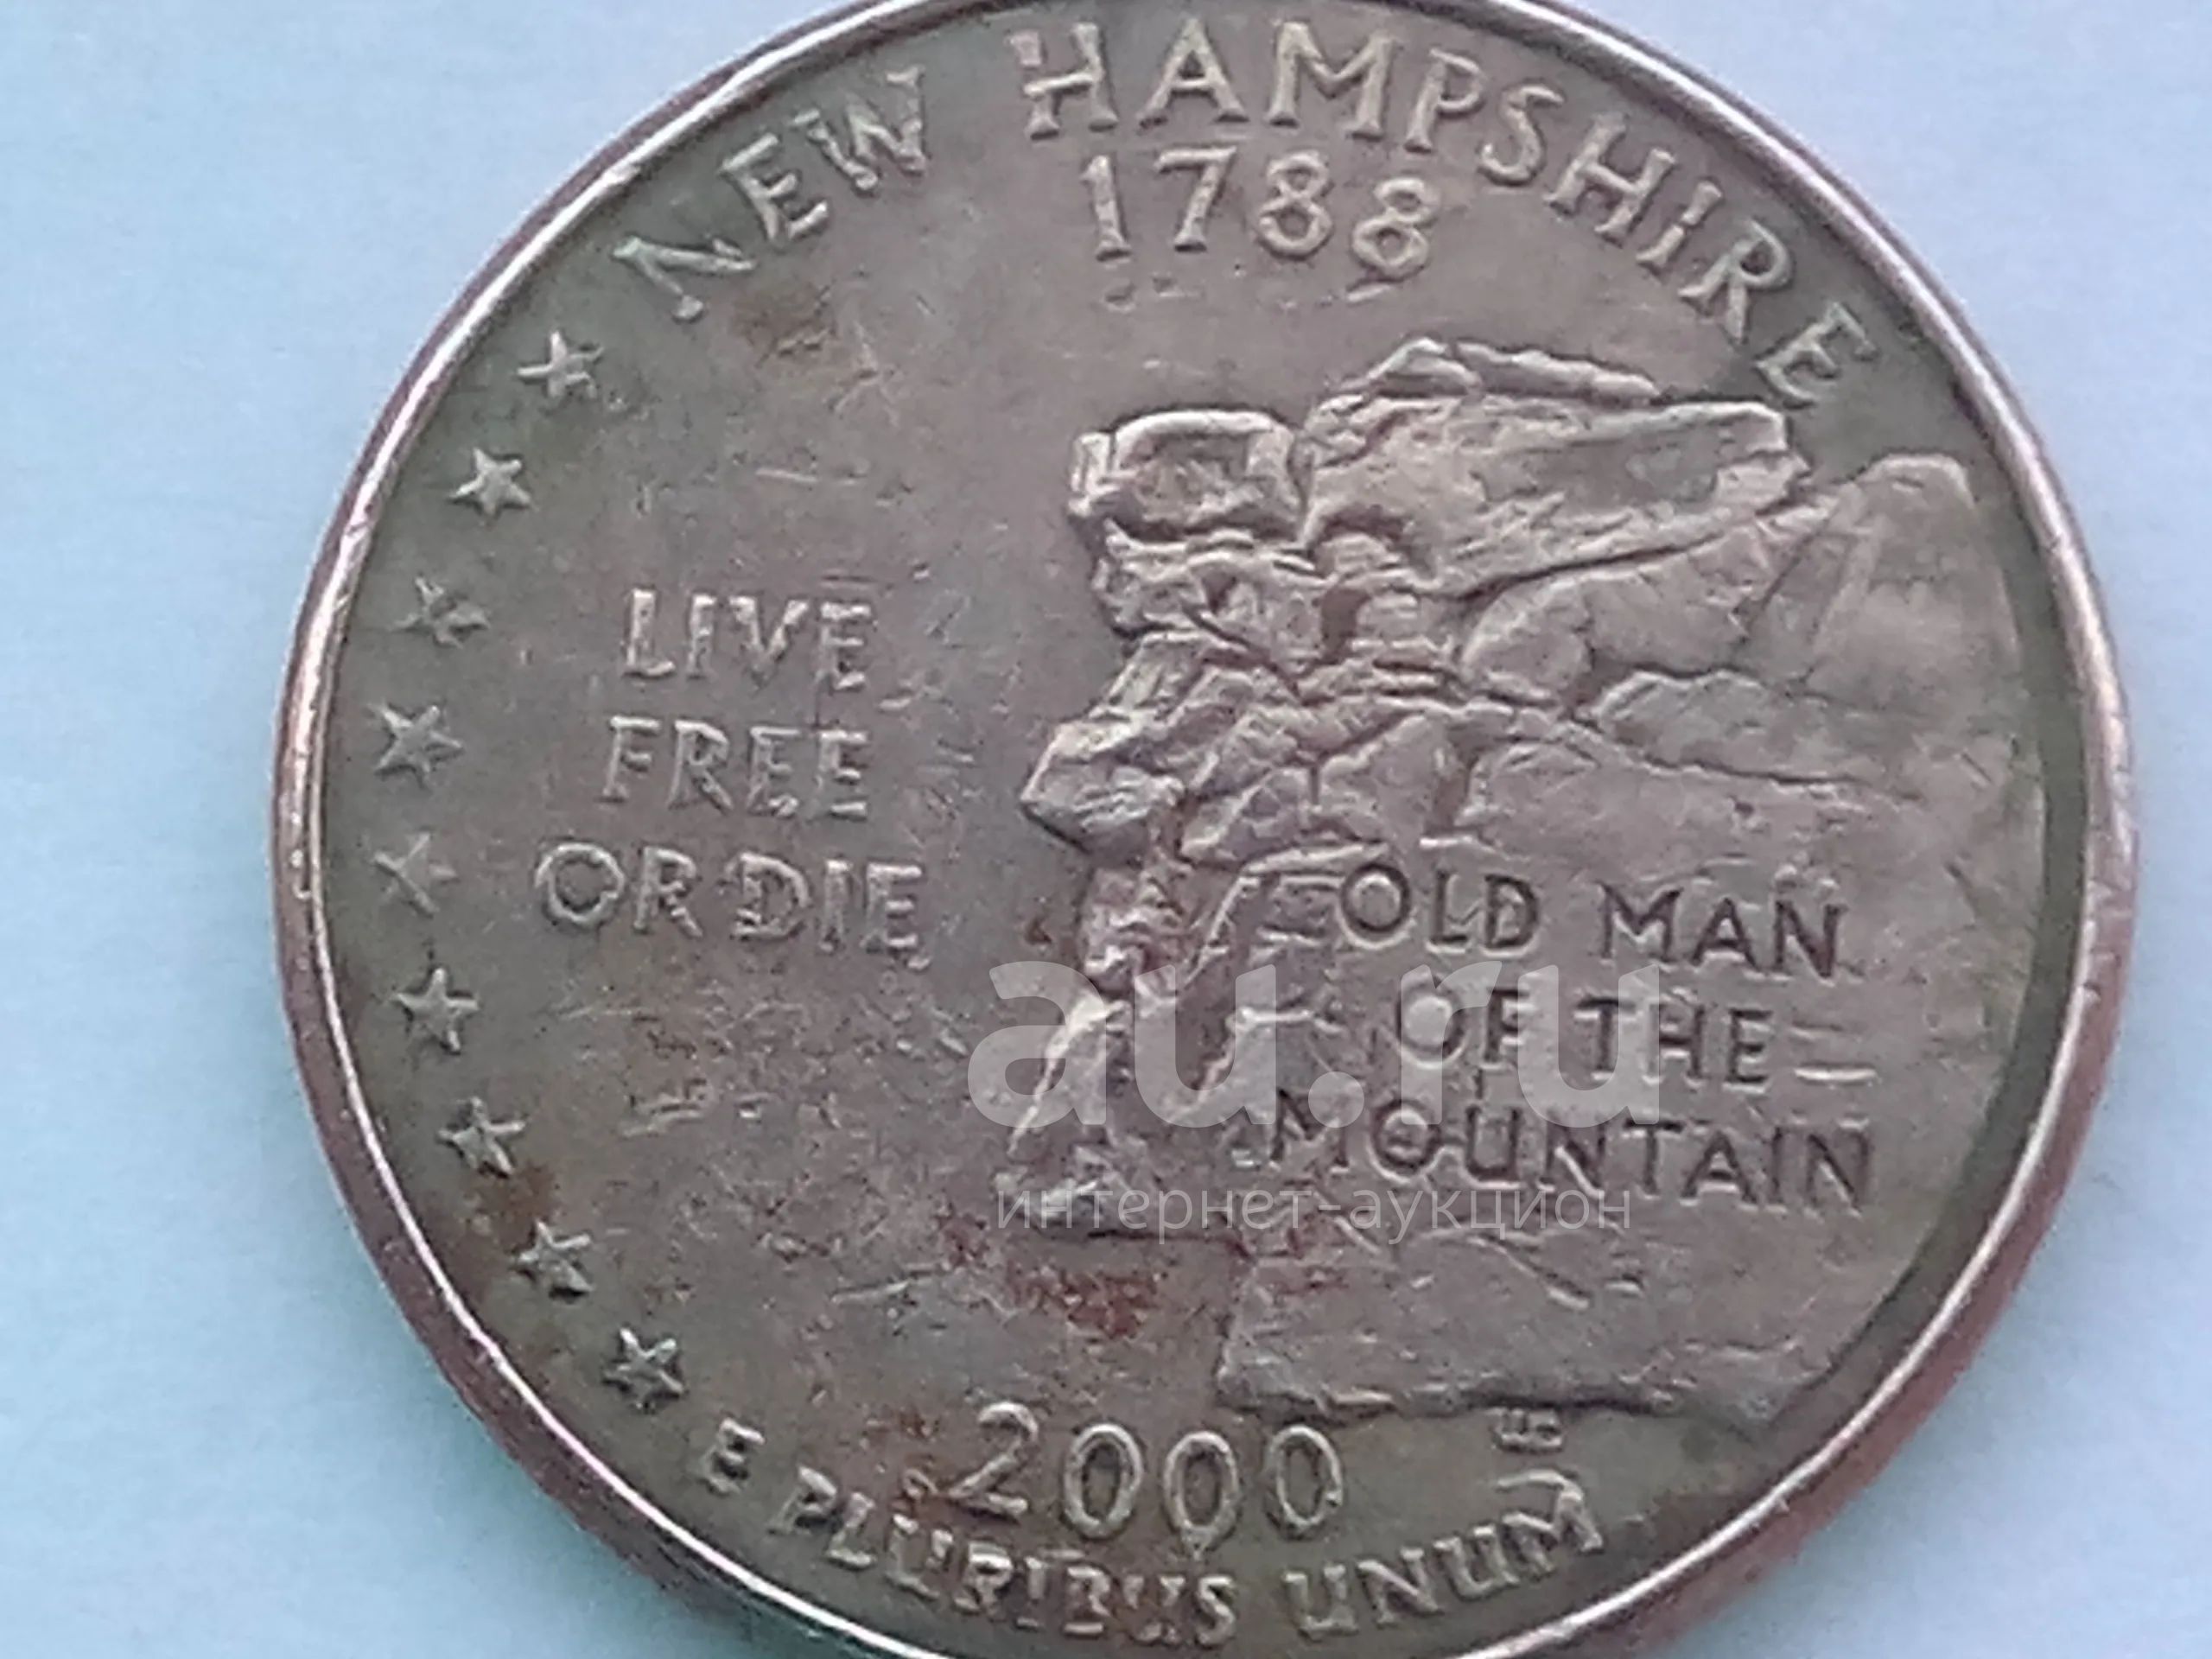 NEW HAMPSHIRE
1788
LIVE
FREE
OR DIE
OLD MAN
OF THE
MOUNTAIN
au.ru
интернет-аукцион
2000
E PLURIBUS UNUM